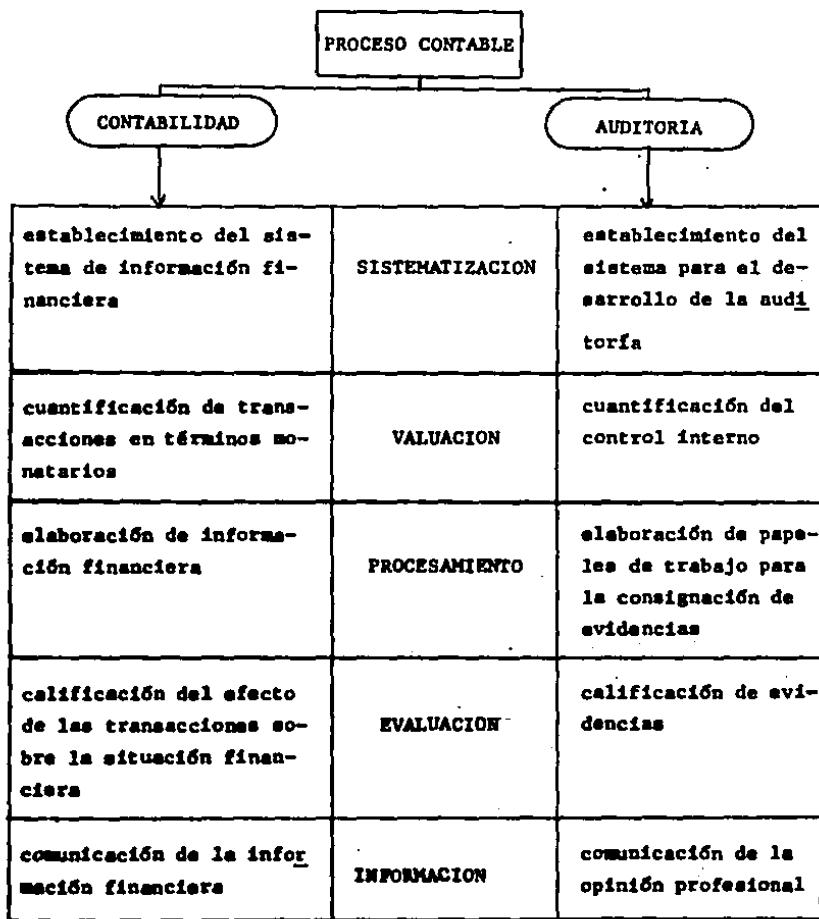 PROCESO CONTABLE
CONTABILIDAD
AUDITORIA
establecimiento del sis-
tema de información fi-
nanciera
SISTEMATIZACION
establecimiento del
sistema para el de-
sarrollo de la audi
toría
cuantificación de trans-
acciones en términos mo-
netarios
VALUACION
cuantificación del
control interno
elaboración de informa-
ción financiera
PROCESAMIENTO
elaboración de pape-
les de trabajo para
la consignación de
evidencias
calificación del efecto
de las transacciones so-
bre la situación finan-
ciera
EVALUACION
calificación de evi-
dencias
comunicación de la infor
mación financiera
INFORMACION
comunicación de la
opinión profesional